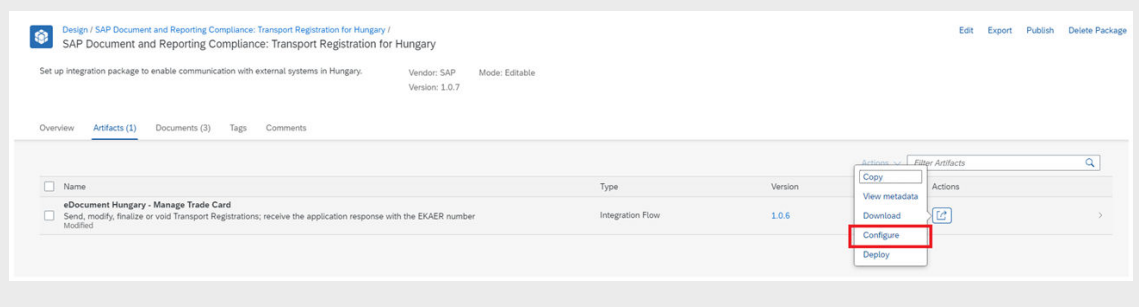 Design / SAP Document and Reporting Compliance: Transport Registration for Hungary /
SAP Document and Reporting Compliance: Transport Registration for Hungary
Edit Export Publish Delete Package
Set up integration package to enable communication with external systems in Hungary.
Vendor: SAP Mode: Editable
Version: 1.0.7
Overview Artifacts (1) Documents (3) Tags Comments
Actions Filter Artifacts
Name Type Version Actions
eDocument Hungary - Manage Trade Card
Send, modify, finalize or void Transport Registrations; receive the application response with the EKAER number
Modified
Integration Flow 1.0.6
Copy
View metadata
Download
Configure
Deploy